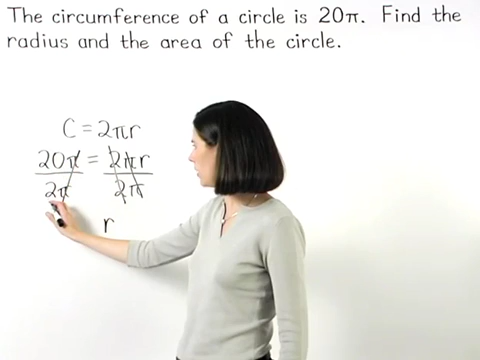 The circumference of a circle is 20π. Find the
radius and the area of the circle.
C = 2πr
20π = 2πr
2π 2π
r